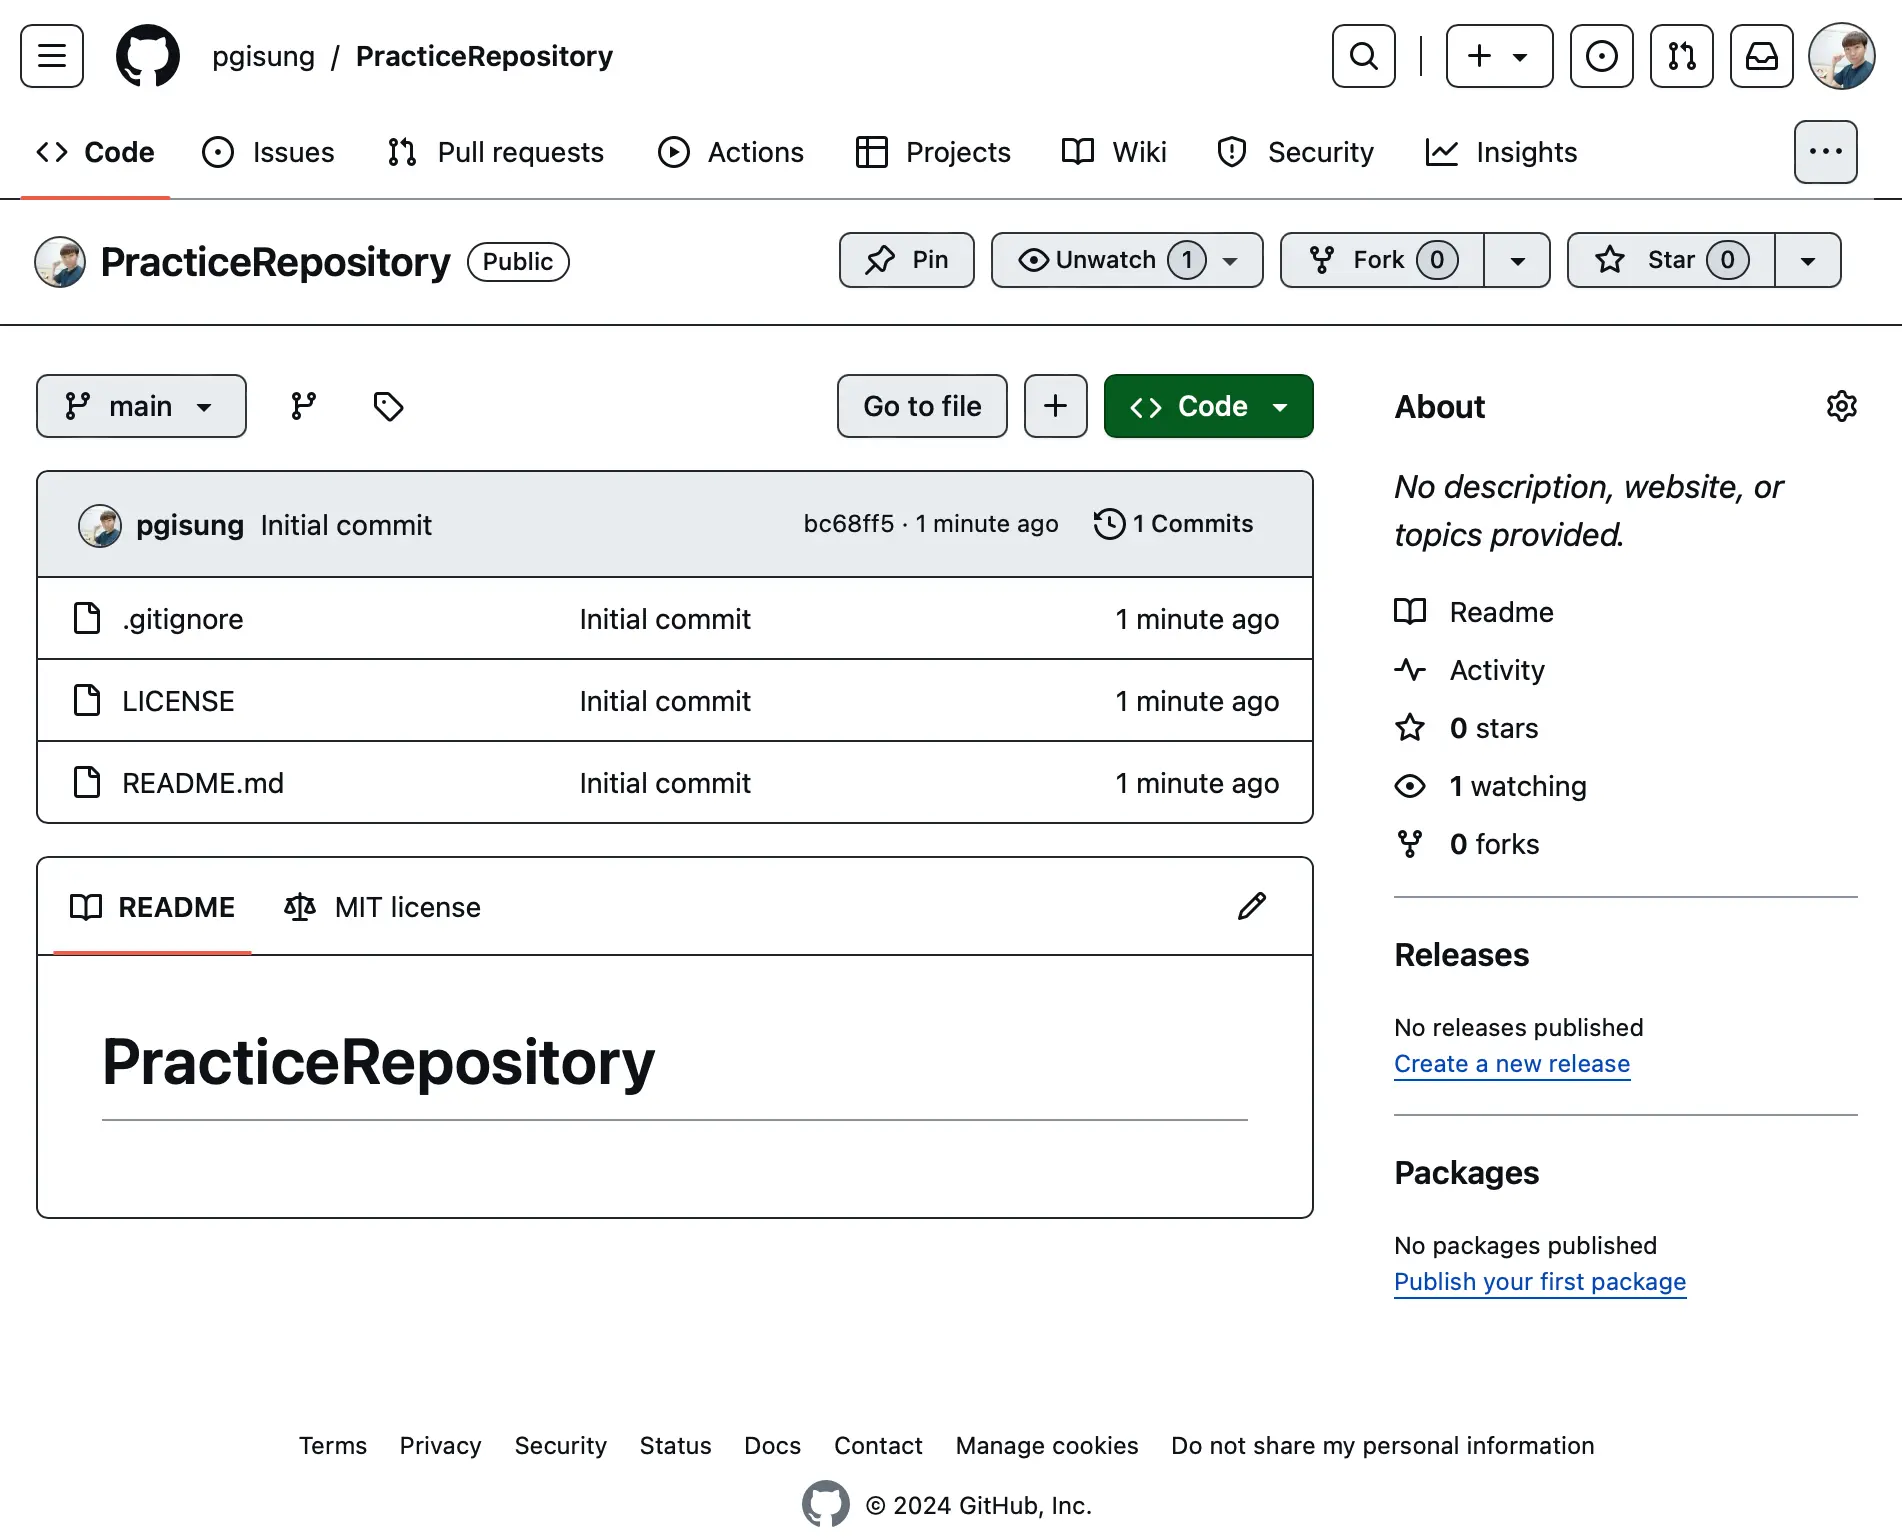 pgisung / PracticeRepository
Code Issues Pull requests Actions Projects Wiki Security Insights
PracticeRepository Public Pin Unwatch 1 Fork 0 Star 0
main Go to file + Code
About
No description, website, or
topics provided.
pgisung Initial commit bc68ff5 · 1 minute ago 1 Commits
.gitignore Initial commit 1 minute ago
LICENSE Initial commit 1 minute ago
README.md Initial commit 1 minute ago
Readme
Activity
0 stars
1 watching
0 forks
README MIT license
PracticeRepository
Releases
No releases published
Create a new release
Packages
No packages published
Publish your first package
Terms Privacy Security Status Docs Contact Manage cookies Do not share my personal information
© 2024 GitHub, Inc.